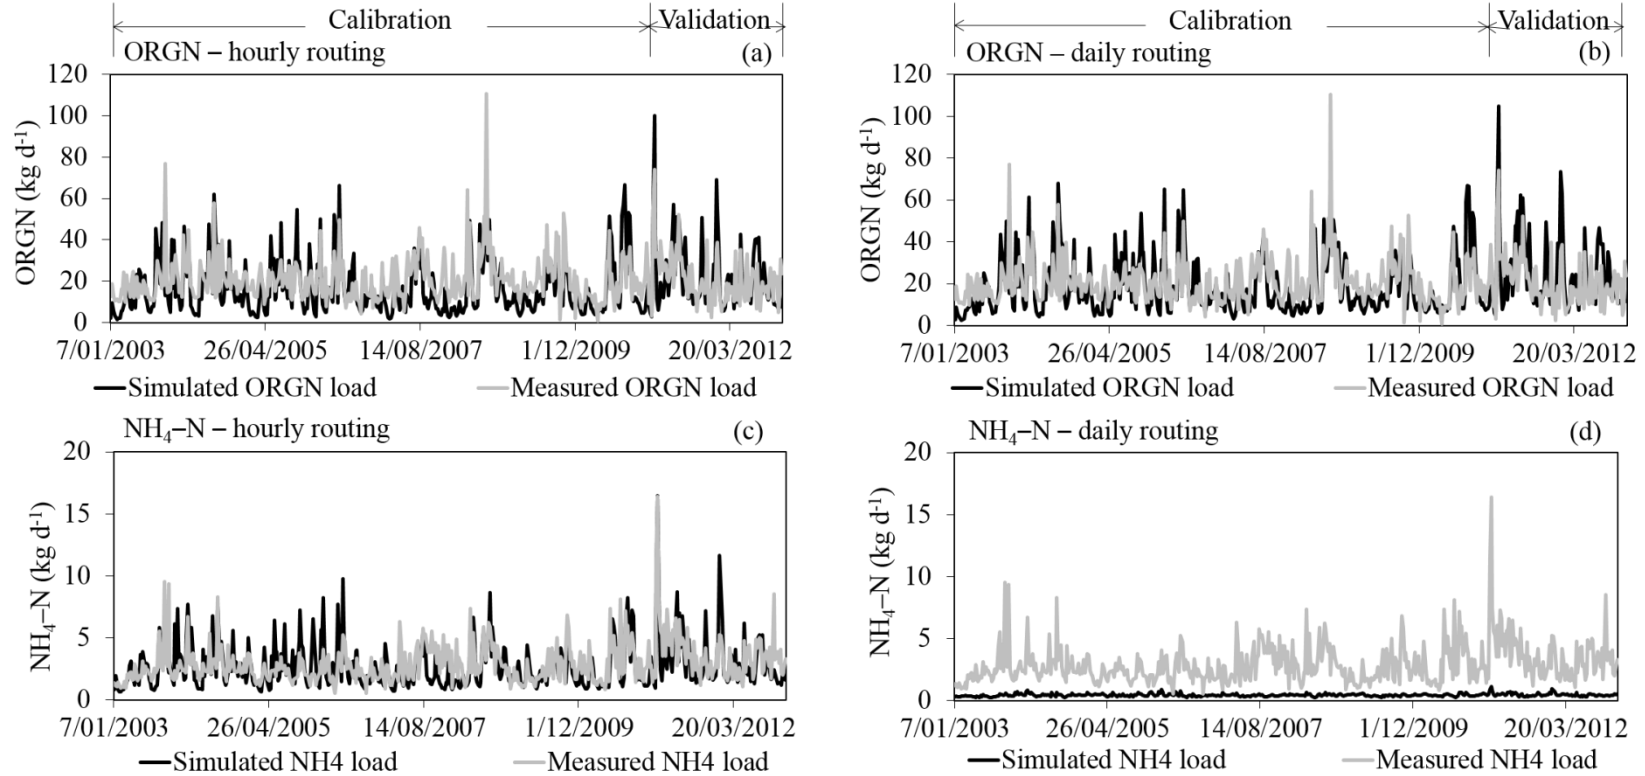 Calibration Validation
ORGN – hourly routing (a)
ORGN (kg d-1)
120
100
80
60
40
20
0
7/01/2003 26/04/2005 14/08/2007 1/12/2009 20/03/2012
Simulated ORGN load Measured ORGN load
Calibration Validation
ORGN – daily routing (b)
ORGN (kg d-1)
120
100
80
60
40
20
0
7/01/2003 26/04/2005 14/08/2007 1/12/2009 20/03/2012
Simulated ORGN load Measured ORGN load
NH4–N – hourly routing (c)
NH4–N (kg d-1)
20
15
10
5
0
7/01/2003 26/04/2005 14/08/2007 1/12/2009 20/03/2012
Simulated NH4 load Measured NH4 load
NH4–N – daily routing (d)
NH4–N (kg d-1)
20
15
10
5
0
7/01/2003 26/04/2005 14/08/2007 1/12/2009 20/03/2012
Simulated NH4 load Measured NH4 load